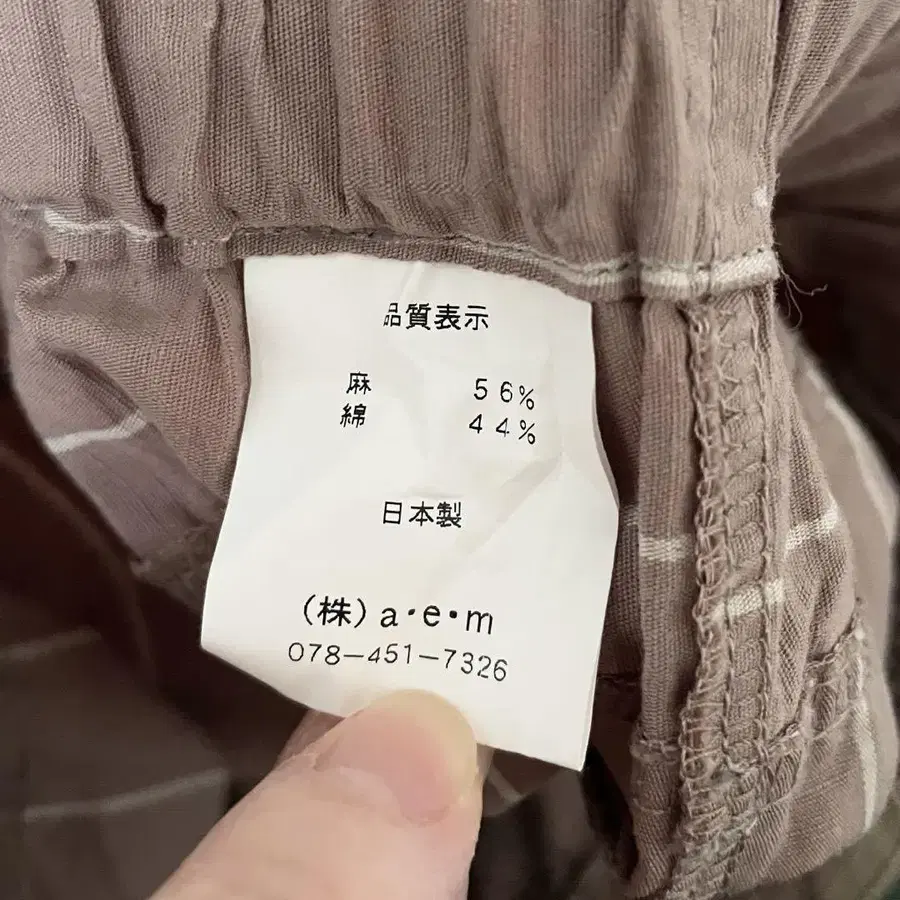 品質表示
麻 56%
綿 44%
日本製
(株)a・e・m
078-451-7326